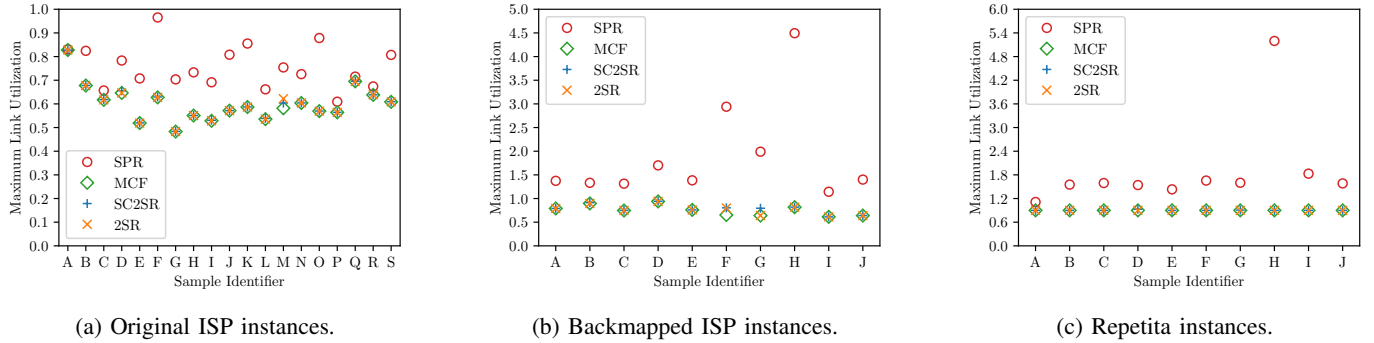 1.0
0.9
0.8
0.7
0.6
0.5
0.4
0.3
0.2
0.1
0.0
Maximum Link Utilization
SPR
MCF
SC2SR
2SR
A B C D E F G H I J K L M N O P Q R S
Sample Identifier
(a) Original ISP instances.
5.0
4.5
4.0
3.5
3.0
2.5
2.0
1.5
1.0
0.5
0.0
Maximum Link Utilization
SPR
MCF
SC2SR
2SR
A B C D E F G H I J
Sample Identifier
(b) Backmapped ISP instances.
6.0
5.4
4.8
4.2
3.6
3.0
2.4
1.8
1.2
0.6
0.0
Maximum Link Utilization
SPR
MCF
SC2SR
2SR
A B C D E F G H I J
Sample Identifier
(c) Repetita instances.